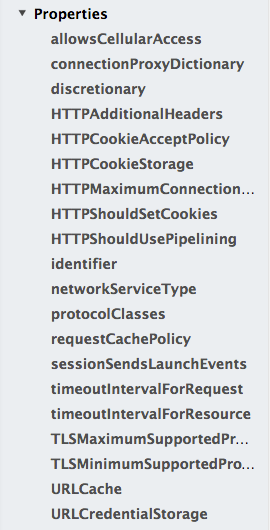 Properties
allowsCellularAccess
connectionProxyDictionary
discretionary
HTTPAdditionalHeaders
HTTPCookieAcceptPolicy
HTTPCookieStorage
HTTPMaximumConnection...
HTTPShouldSetCookies
HTTPShouldUsePipelining
identifier
networkServiceType
protocolClasses
requestCachePolicy
sessionSendsLaunchEvents
timeoutIntervalForRequest
timeoutIntervalForResource
TLSMaximumSupportedPr...
TLSMinimumSupportedPro...
URLCache
URLCredentialStorage